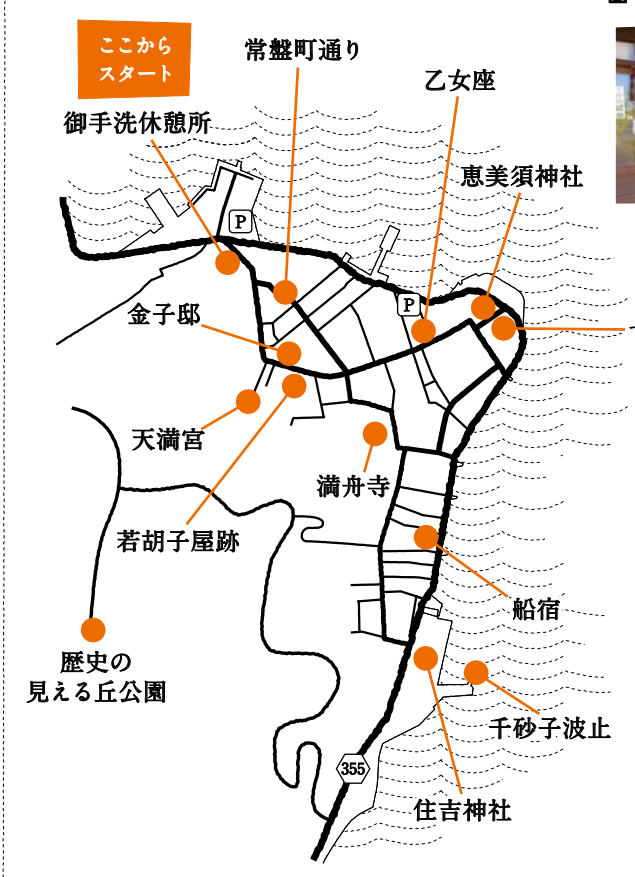 ここから
スタート
常盤町通り
乙女座
御手洗休憩所
恵美須神社
P
P
金子邸
天満宮
満舟寺
若胡子屋跡
船宿
歴史の
見える丘公園
千砂子波止
355
住吉神社